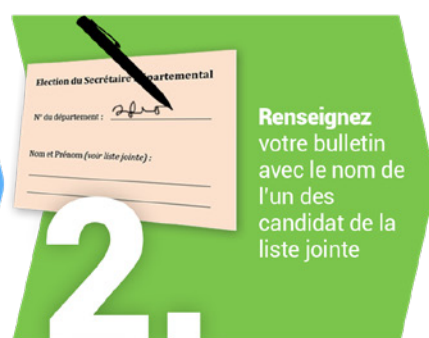 Election du Secrétaire Départemental
N° du département :
Nom et Prénom (voir liste jointe) :
2.
Renseignez
votre bulletin
avec le nom de
l'un des
candidat de la
liste jointe